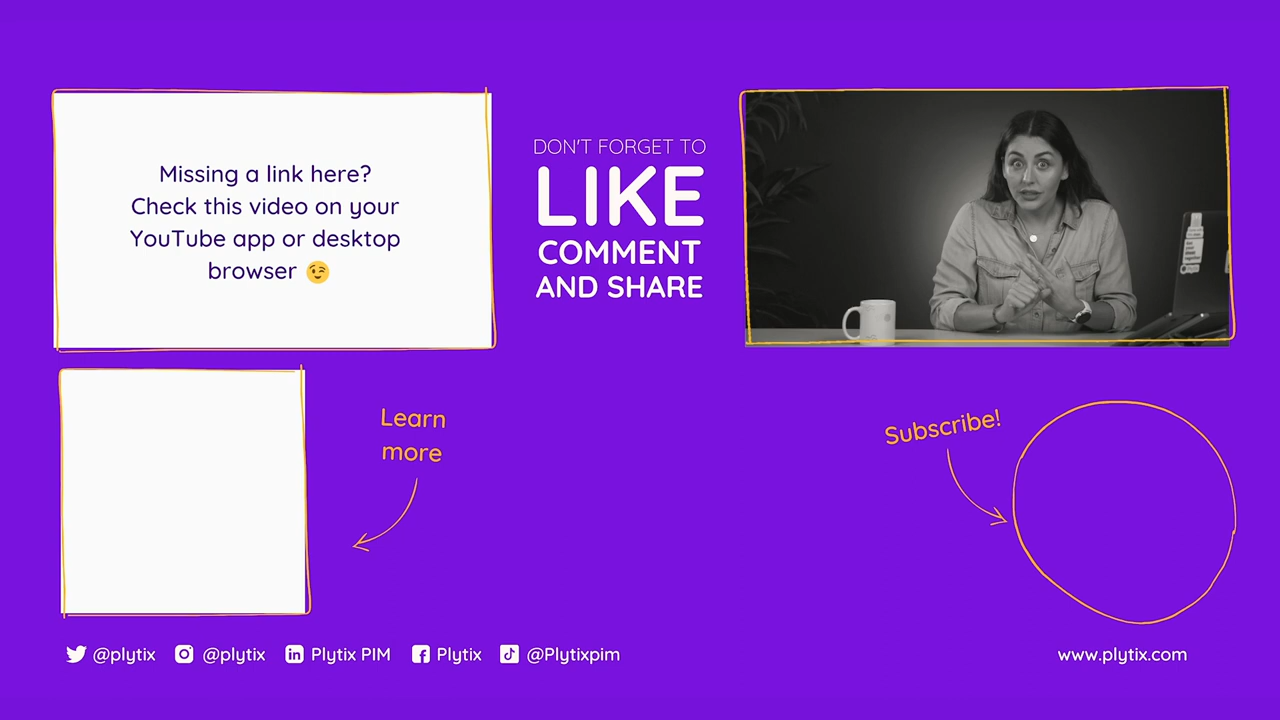 Missing a link here?
Check this video on your
YouTube app or desktop
browser 😉
DON'T FORGET TO
LIKE
COMMENT
AND SHARE
Learn
more
Subscribe!
@plytix
@plytix
Plytix PIM
Plytix
@Plytixpim
www.plytix.com